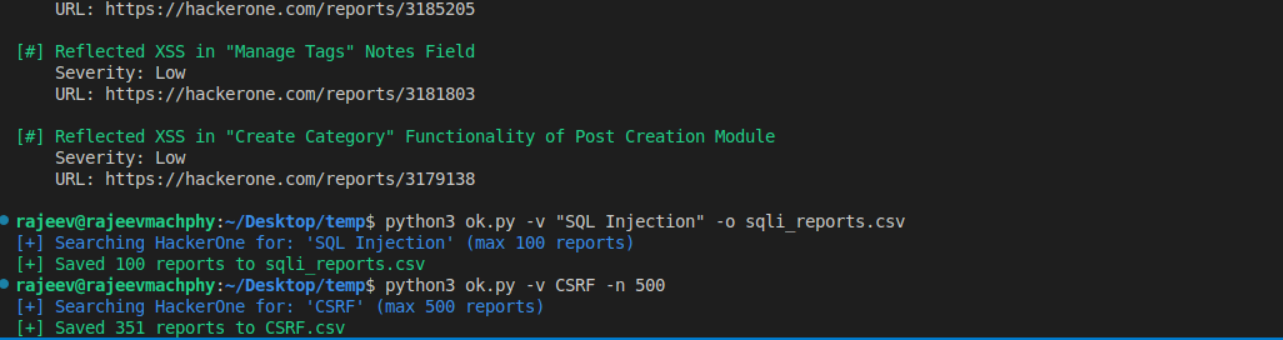 URL: https://hackerone.com/reports/3185205
[#] Reflected XSS in "Manage Tags" Notes Field
Severity: Low
URL: https://hackerone.com/reports/3181803
[#] Reflected XSS in "Create Category" Functionality of Post Creation Module
Severity: Low
URL: https://hackerone.com/reports/3179138
rajeev@rajeevmachphy:~/Desktop/temp$ python3 ok.py -v "SQL Injection" -o sqli_reports.csv
[+] Searching HackerOne for: 'SQL Injection' (max 100 reports)
[+] Saved 100 reports to sqli_reports.csv
rajeev@rajeevmachphy:~/Desktop/temp$ python3 ok.py -v CSRF -n 500
[+] Searching HackerOne for: 'CSRF' (max 500 reports)
[+] Saved 351 reports to CSRF.csv